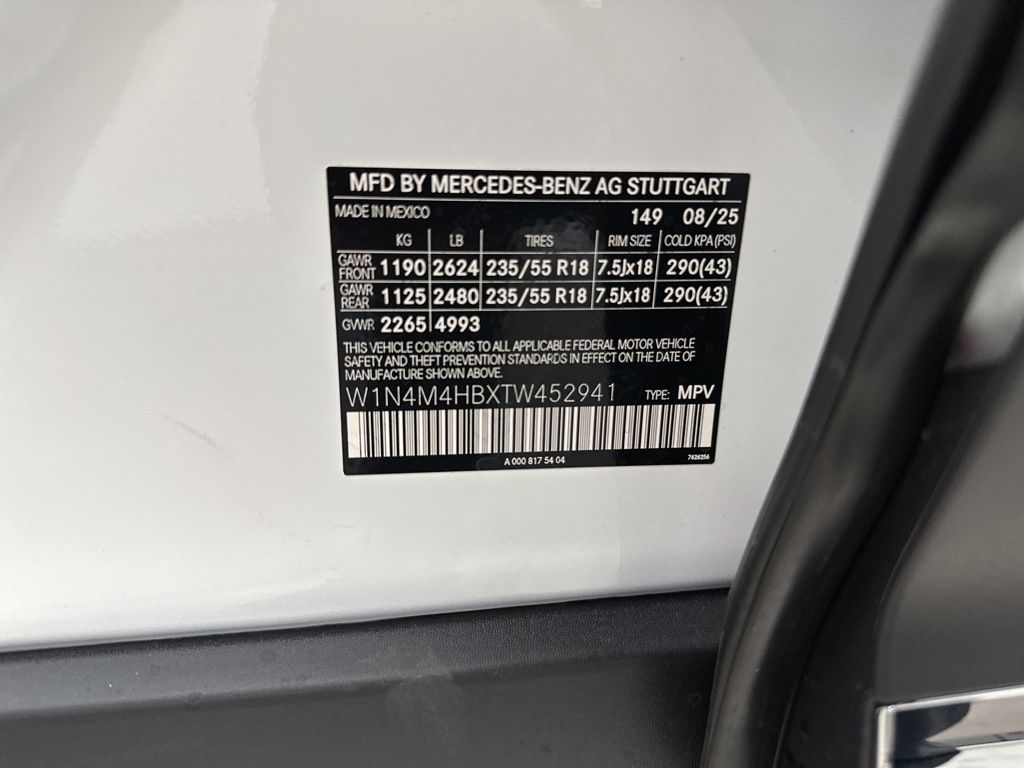 MFD BY MERCEDES-BENZ AG STUTTGART
MADE IN MEXICO 149 08/25
KG LB TIRES RIM SIZE COLD KPA (PSI)
GAWR FRONT 1190 2624 235/55 R18 7.5Jx18 290(43)
GAWR REAR 1125 2480 235/55 R18 7.5Jx18 290(43)
GVWR 2265 4993
THIS VEHICLE CONFORMS TO ALL APPLICABLE FEDERAL MOTOR VEHICLE
SAFETY AND THEFT PREVENTION STANDARDS IN EFFECT ON THE DATE OF
MANUFACTURE SHOWN ABOVE.
W1N4M4HBXTW452941 TYPE: MPV
A 000 817 54 04 7626256